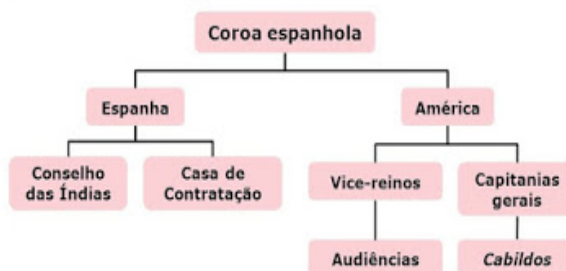 Coroa espanhola
Espanha
América
Conselho
das Índias
Casa de
Contratação
Vice-reinos
Capitanias
gerais
Audiências
Cabildos